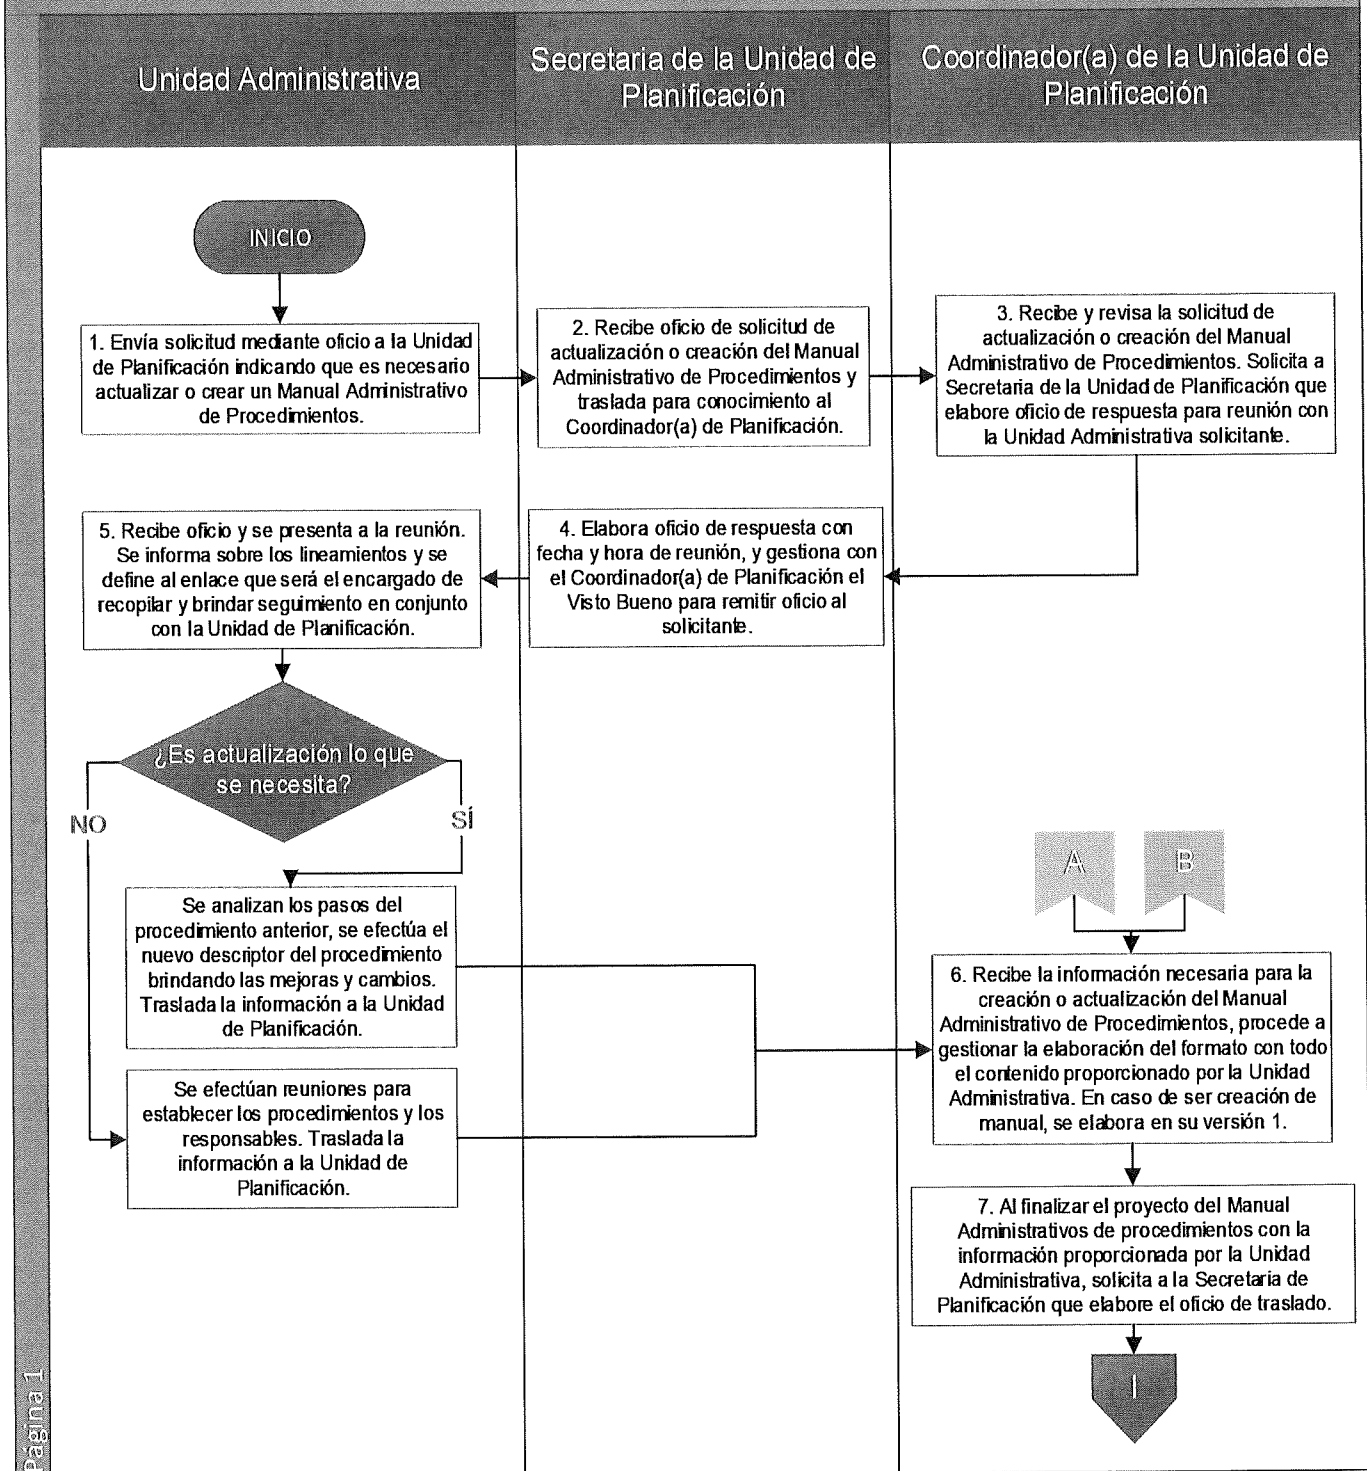 Unidad Administrativa
Secretaria de la Unidad de
Planificación
Coordinador(a) de la Unidad de
Planificación
INICIO
1. Envía solicitud mediante oficio a la Unidad
de Planificación indicando que es necesario
actualizar o crear un Manual Administrativo
de Procedimientos.
2. Recibe oficio de solicitud de
actualización o creación del Manual
Administrativo de Procedimientos y
traslada para conocimiento al
Coordinador(a) de Planificación.
3. Recibe y revisa la solicitud de
actualización o creación del Manual
Administrativo de Procedimientos. Solicita a
Secretaria de la Unidad de Planificación que
elabore oficio de respuesta para reunión con
la Unidad Administrativa solicitante.
5. Recibe oficio y se presenta a la reunión.
Se informa sobre los lineamientos y se
define al enlace que será el encargado de
recopilar y brindar seguimiento en conjunto
con la Unidad de Planificación.
4. Elabora oficio de respuesta con
fecha y hora de reunión, y gestiona con
el Coordinador(a) de Planificación el
Visto Bueno para remitir oficio al
solicitante.
¿Es actualización lo que
se necesita?
NO
SÍ
Se analizan los pasos del
procedimiento anterior, se efectúa el
nuevo descriptor del procedimiento
brindando las mejoras y cambios.
Traslada la información a la Unidad
de Planificación.
Se efectúan reuniones para
establecer los procedimientos y los
responsables. Traslada la
información a la Unidad de
Planificación.
A
B
6. Recibe la información necesaria para la
creación o actualización del Manual
Administrativo de Procedimientos, procede a
gestionar la elaboración del formato con todo
el contenido proporcionado por la Unidad
Administrativa. En caso de ser creación de
manual, se elabora en su versión 1.
7. Al finalizar el proyecto del Manual
Administrativos de procedimientos con la
información proporcionada por la Unidad
Administrativa, solicita a la Secretaria de
Planificación que elabore el oficio de traslado.
I
Página 1